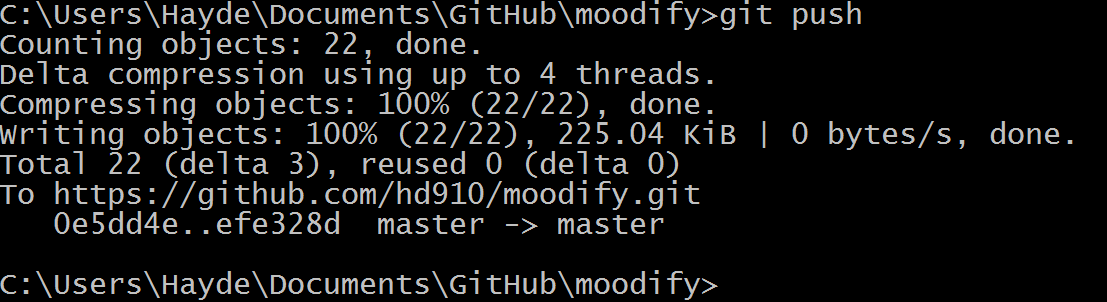 C:\Users\Hayde\Documents\GitHub\moodify>git push
Counting objects: 22, done.
Delta compression using up to 4 threads.
Compressing objects: 100% (22/22), done.
Writing objects: 100% (22/22), 225.04 KiB | 0 bytes/s, done.
Total 22 (delta 3), reused 0 (delta 0)
To https://github.com/hd910/moodify.git
   0e5dd4e..efe328d  master -> master
C:\Users\Hayde\Documents\GitHub\moodify>